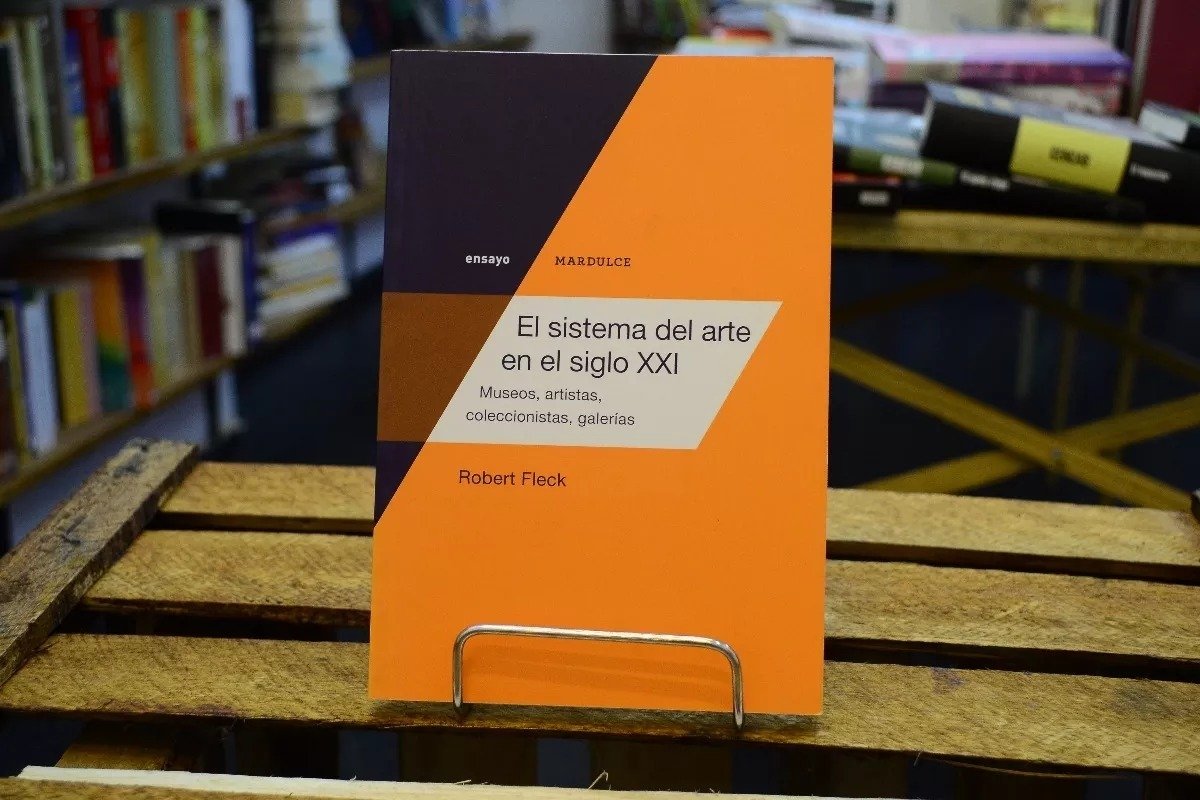 ensayo MARDULCE
El sistema del arte
en el siglo XXI
Museos, artistas,
coleccionistas, galerías
Robert Fleck